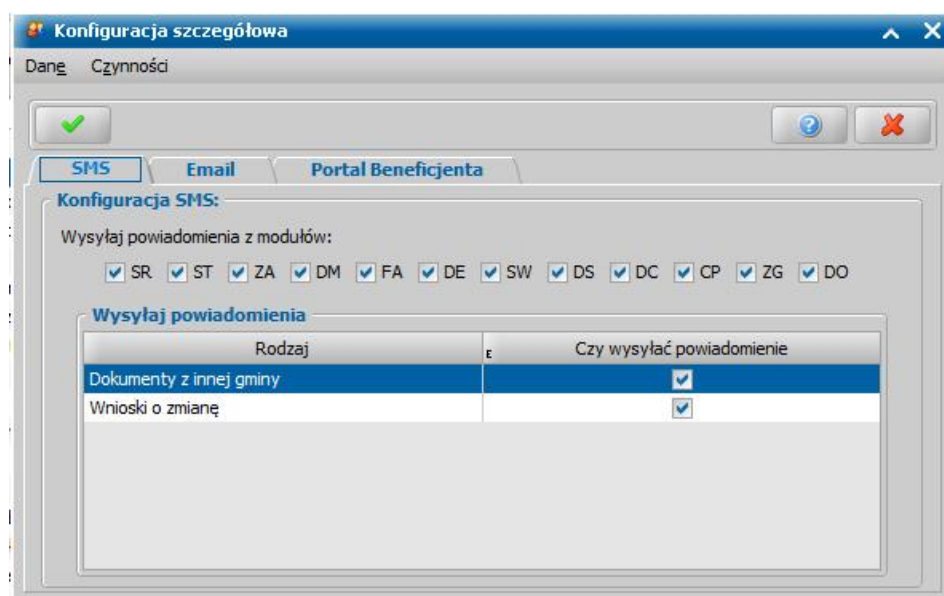 Konfiguracja szczegółowa
Dane Czynności
SMS Email Portal Beneficjenta
Konfiguracja SMS:
Wysyłaj powiadomienia z modułów:
SR ST ZA DM FA DE SW DS DC CP ZG DO
Wysyłaj powiadomienia
Rodzaj E Czy wysyłać powiadomienie
Dokumenty z innej gminy
Wnioski o zmianę